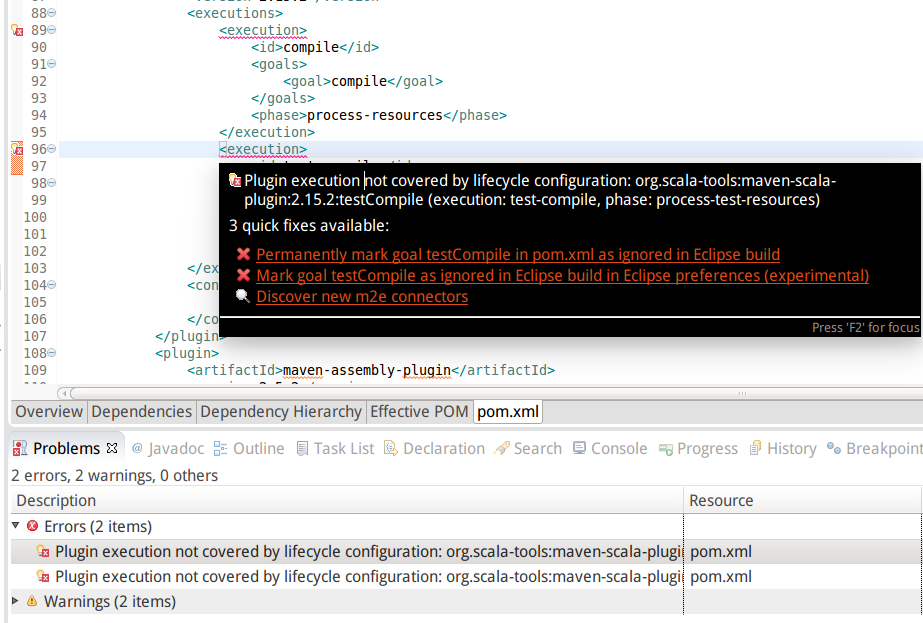 88 <executions>
89 <execution>
90 <id>compile</id>
91 <goals>
92 <goal>compile</goal>
93 </goals>
94 <phase>process-resources</phase>
95 </execution>
96 <execution>
97
98
99
100
101
102
103 </ex
104 <con
105
106 </co
107 </plugin>
108 <plugin>
109 <artifactId>maven-assembly-plugin</artifactId>
Plugin execution not covered by lifecycle configuration: org.scala-tools:maven-scala-
plugin:2.15.2:testCompile (execution: test-compile, phase: process-test-resources)
3 quick fixes available:
Permanently mark goal testCompile in pom.xml as ignored in Eclipse build
Mark goal testCompile as ignored in Eclipse build in Eclipse preferences (experimental)
Discover new m2e connectors
Press 'F2' for focus
Overview Dependencies Dependency Hierarchy Effective POM pom.xml
Problems @ Javadoc Outline Task List Declaration Search Console Progress History Breakpoint
2 errors, 2 warnings, 0 others
Description Resource
Errors (2 items)
Plugin execution not covered by lifecycle configuration: org.scala-tools:maven-scala-plugi pom.xml
Plugin execution not covered by lifecycle configuration: org.scala-tools:maven-scala-plugi pom.xml
Warnings (2 items)